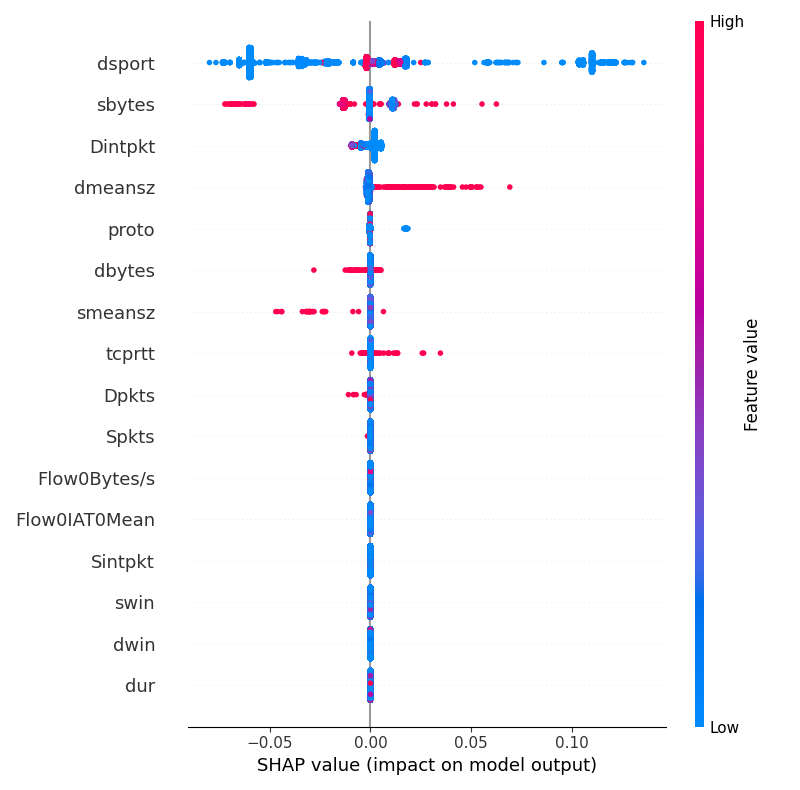 High
dsport
sbytes
Dintpkt
dmeansz
proto
dbytes
smeansz
tcprtt
Dpkts
Spkts
Flow0Bytes/s
Flow0IAT0Mean
Sintpkt
swin
dwin
dur
Feature value
Low
−0.05 0.00 0.05 0.10
SHAP value (impact on model output)